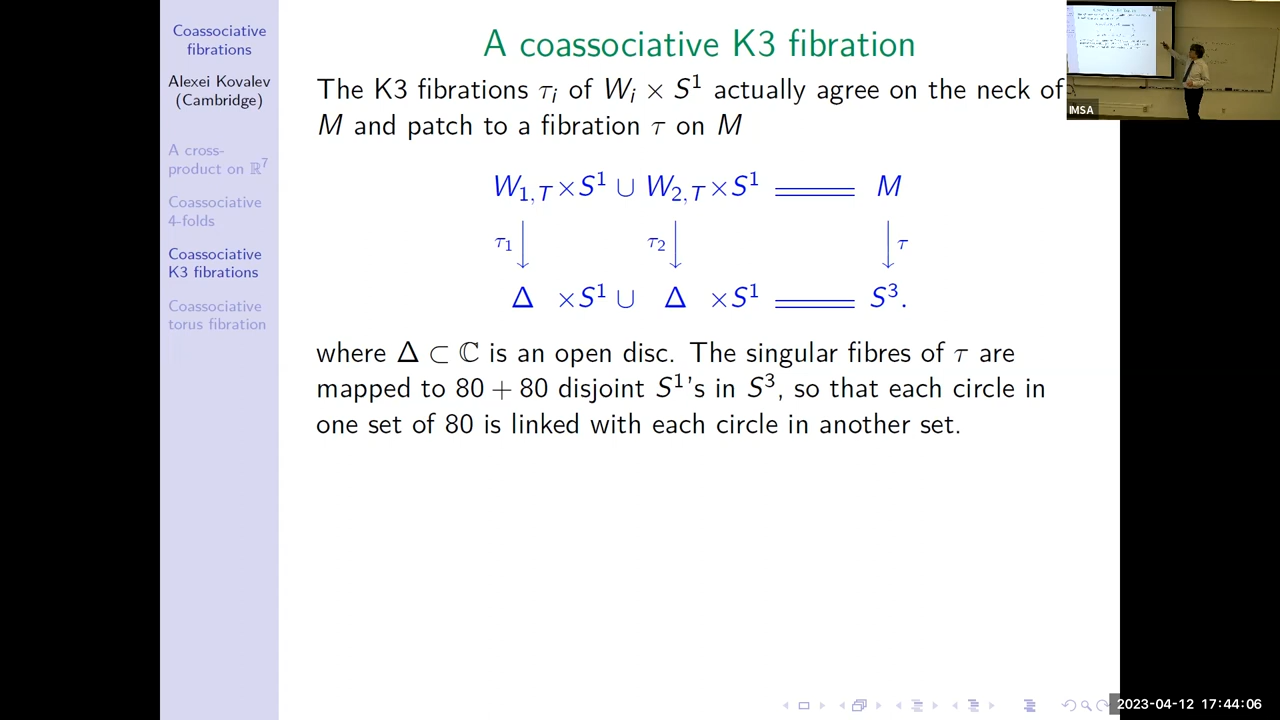 Coassociative
fibrations
Alexei Kovalev
(Cambridge)
A cross-
product on ℝ⁷
Coassociative
4-folds
Coassociative
K3 fibrations
Coassociative
torus fibration
A coassociative K3 fibration
The K3 fibrations τᵢ of Wᵢ × S¹ actually agree on the neck of
M and patch to a fibration τ on M
W₁,T × S¹ ∪ W₂,T × S¹ ═══ M
τ₁ ↓ τ₂ ↓ ↓ τ
Δ × S¹ ∪ Δ × S¹ ═══ S³.
where Δ ⊂ ℂ is an open disc. The singular fibres of τ are
mapped to 80 + 80 disjoint S¹'s in S³, so that each circle in
one set of 80 is linked with each circle in another set.
IMSA
2023-04-12 17:44:06